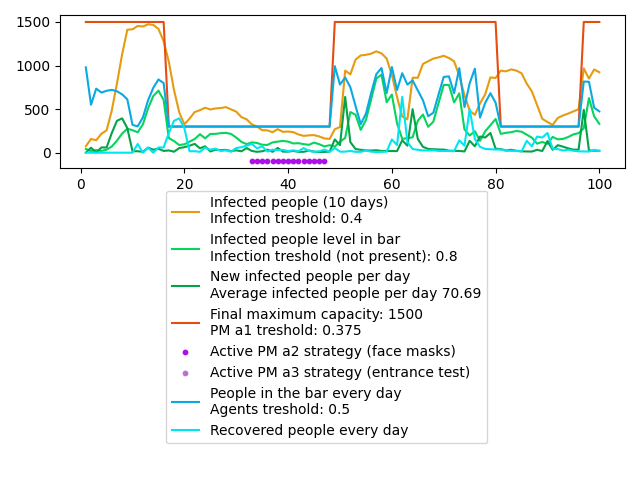 1500
1000
500
0
0
20
40
60
80
100
Infected people (10 days)
Infection treshold: 0.4
Infected people level in bar
Infection treshold (not present): 0.8
New infected people per day
Average infected people per day 70.69
Final maximum capacity: 1500
PM a1 treshold: 0.375
Active PM a2 strategy (face masks)
Active PM a3 strategy (entrance test)
People in the bar every day
Agents treshold: 0.5
Recovered people every day